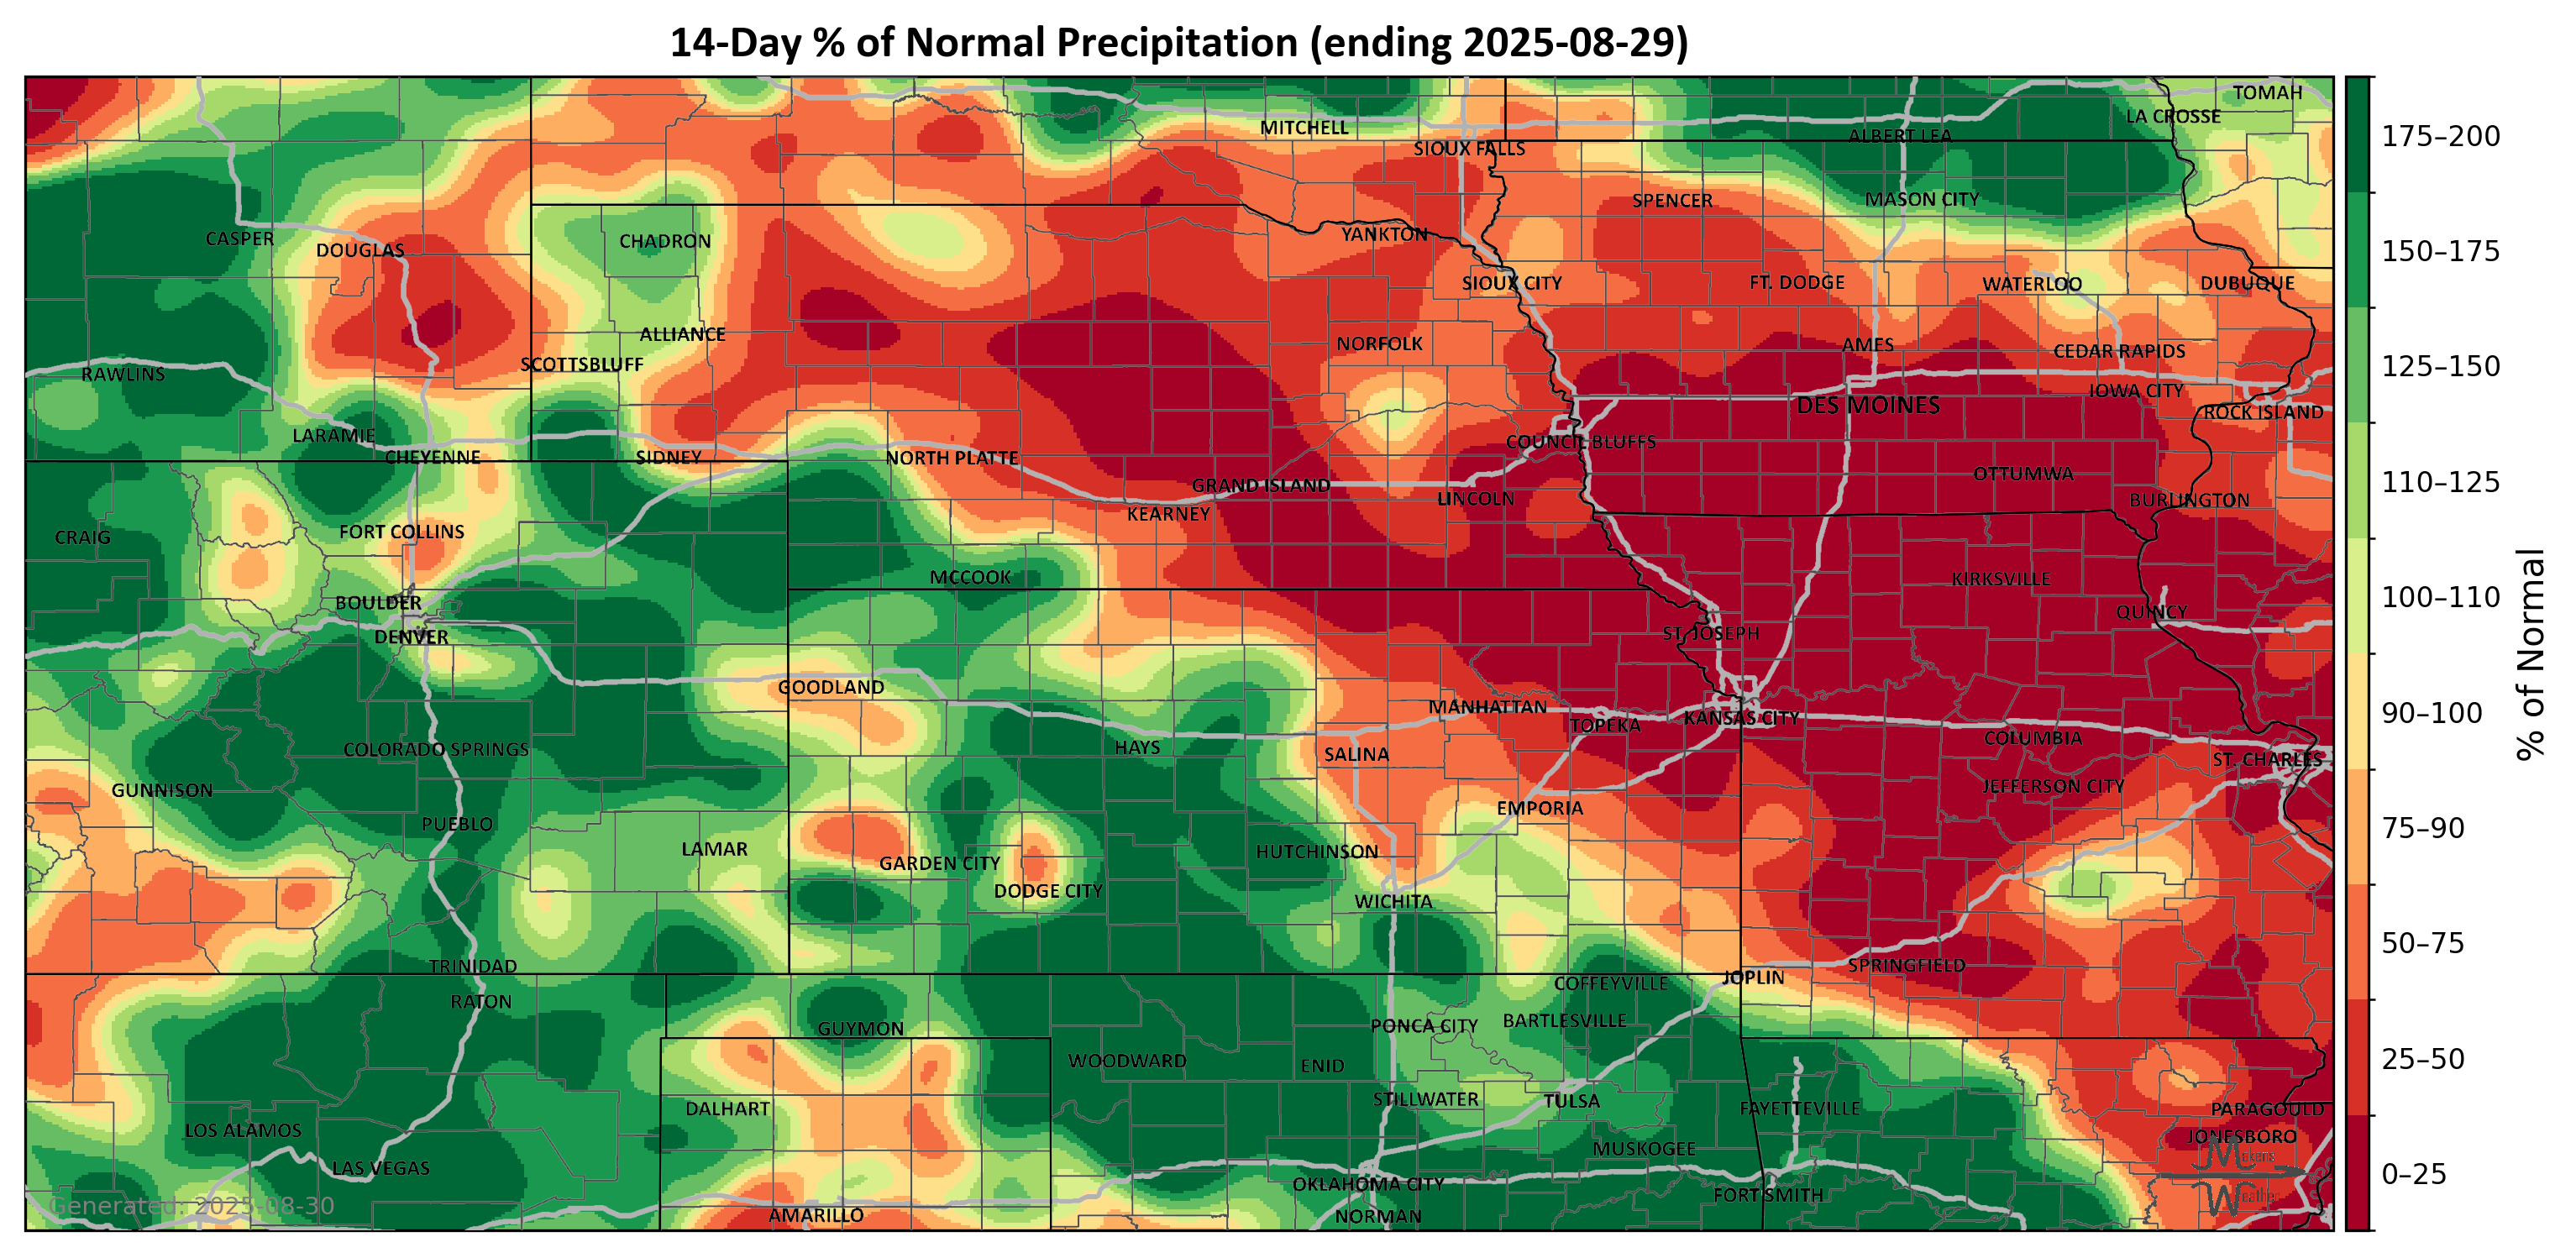 14-Day % of Normal Precipitation (ending 2025-08-29)
TOMAH
LA CROSSE
MITCHELL
ALBERT LEA
SIOUX FALLS
SPENCER
MASON CITY
CASPER
DOUGLAS
CHADRON
YANKTON
SIOUX CITY
FT. DODGE
WATERLOO
DUBUQUE
ALLIANCE
NORFOLK
AMES
CEDAR RAPIDS
SCOTTSBLUFF
RAWLINS
IOWA CITY
DES MOINES
ROCK ISLAND
LARAMIE
COUNCIL BLUFFS
CHEYENNE
SIDNEY
NORTH PLATTE
OTTUMWA
GRAND ISLAND
LINCOLN
BURLINGTON
KEARNEY
FORT COLLINS
CRAIG
MCCOOK
KIRKSVILLE
BOULDER
QUINCY
DENVER
ST. JOSEPH
GOODLAND
MANHATTAN
TOPEKA
KANSAS CITY
COLUMBIA
COLORADO SPRINGS
HAYS
SALINA
ST. CHARLES
GUNNISON
JEFFERSON CITY
EMPORIA
PUEBLO
LAMAR
GARDEN CITY
HUTCHINSON
DODGE CITY
WICHITA
TRINIDAD
SPRINGFIELD
JOPLIN
COFFEYVILLE
RATON
GUYMON
PONCA CITY
BARTLESVILLE
WOODWARD
ENID
DALHART
STILLWATER
TULSA
FAYETTEVILLE
PARAGOULD
LOS ALAMOS
JONESBORO
MUSKOGEE
LAS VEGAS
OKLAHOMA CITY
FORT SMITH
AMARILLO
NORMAN
Generated: 2025-08-30
Makens
Weather
175–200
150–175
125–150
110–125
100–110
90–100
75–90
50–75
25–50
0–25
% of Normal